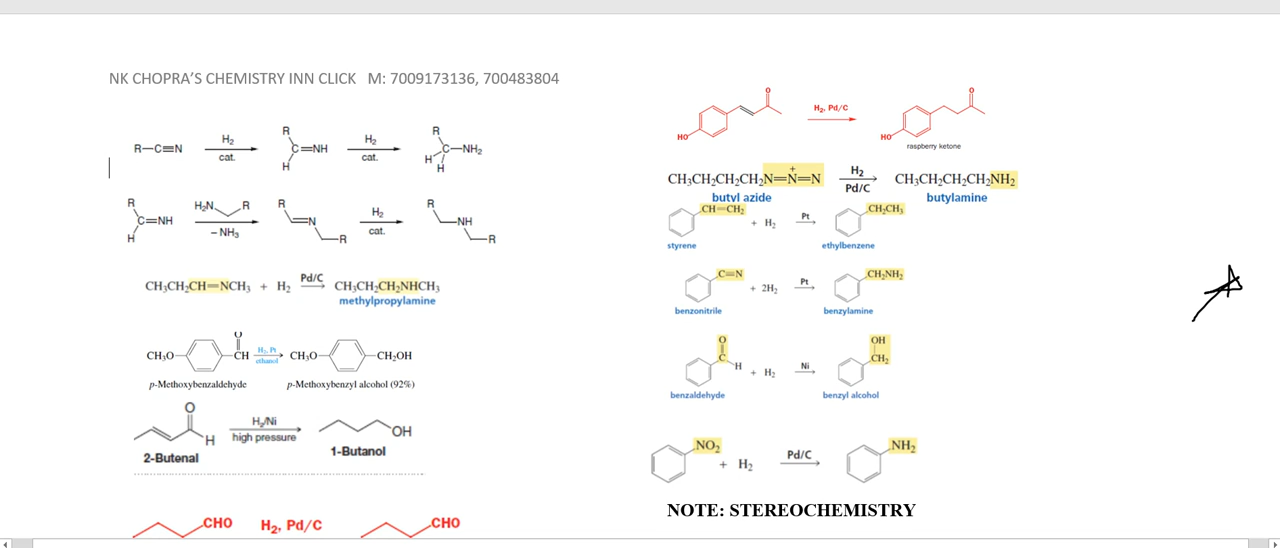 NK CHOPRA'S CHEMISTRY INN CLICK M: 7009173136, 700483804
R—C≡N H₂ cat. R C=NH H H₂ cat. R H C—NH₂ H
R C=NH H H₂N R – NH₃ R N R H₂ cat. R NH R
CH₃CH₂CH=NCH₃ + H₂ Pd/C CH₃CH₂CH₂NHCH₃
methylpropylamine
CH₃O O CH H₂, Pt ethanol CH₃O CH₂OH
p-Methoxybenzaldehyde p-Methoxybenzyl alcohol (92%)
O H H₂/Ni high pressure OH
2-Butenal 1-Butanol
CHO H₂, Pd/C CHO
O HO H₂, Pd/C O HO
raspberry ketone
CH₃CH₂CH₂CH₂N=N⁺=N H₂ Pd/C CH₃CH₂CH₂CH₂NH₂
butyl azide butylamine
CH=CH₂ + H₂ Pt CH₂CH₃
styrene ethylbenzene
C≡N + 2H₂ Pt CH₂NH₂
benzonitrile benzylamine
O C H + H₂ Ni OH CH₂
benzaldehyde benzyl alcohol
NO₂ + H₂ Pd/C NH₂
NOTE: STEREOCHEMISTRY